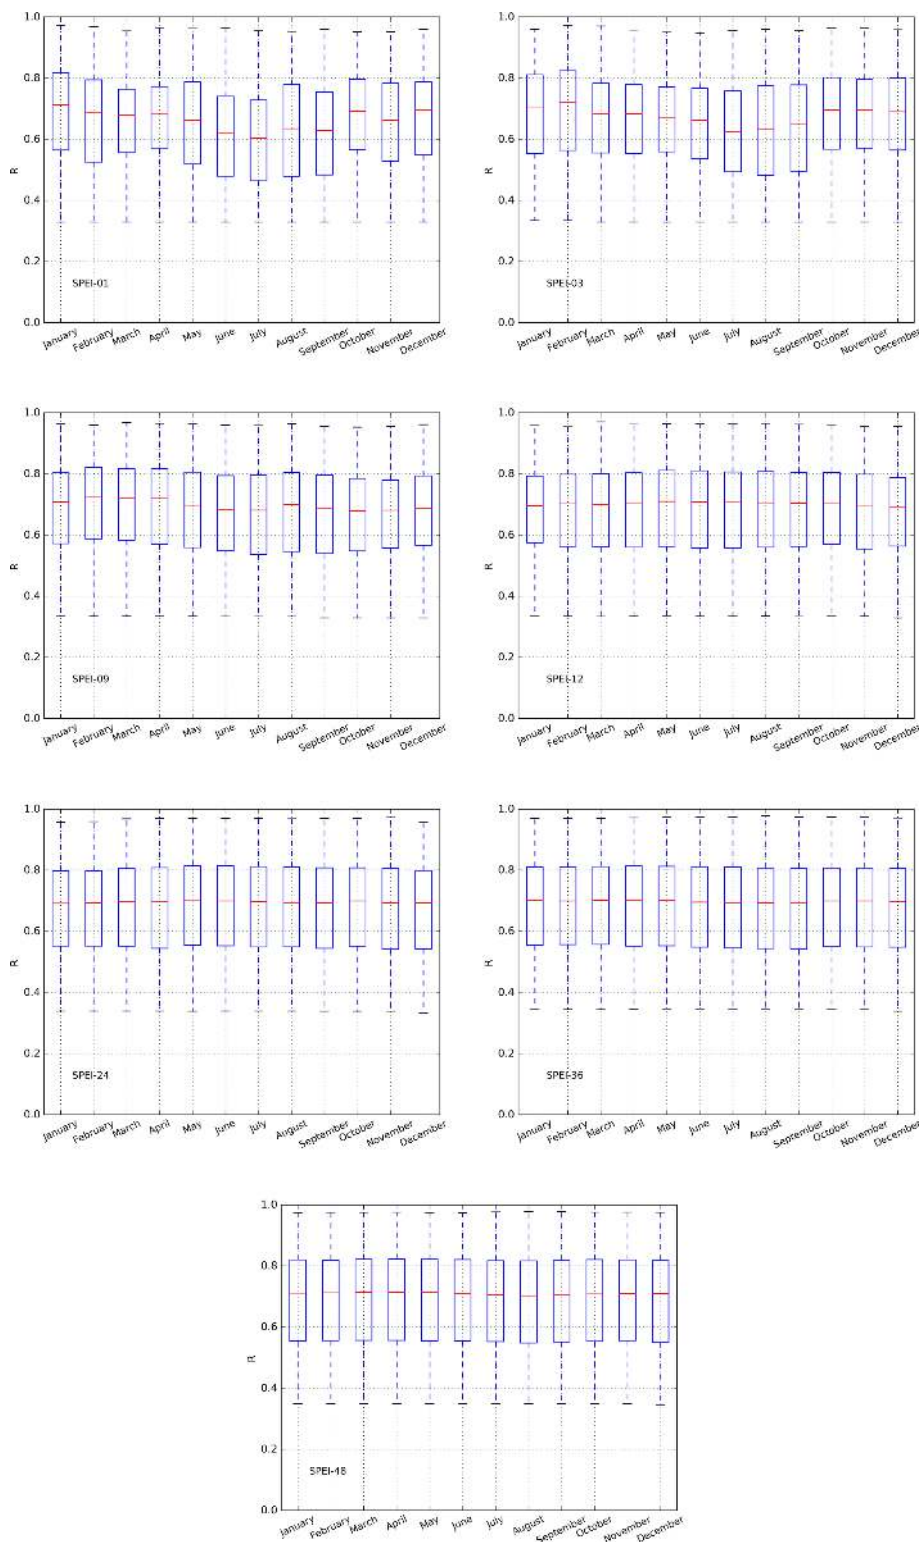 1.0
0.8
0.6
0.4
0.2
0.0
R
SPEI-01
January February March April May June July August September October November December
1.0
0.8
0.6
0.4
0.2
0.0
R
SPEI-03
January February March April May June July August September October November December
1.0
0.8
0.6
0.4
0.2
0.0
R
SPEI-09
January February March April May June July August September October November December
1.0
0.8
0.6
0.4
0.2
0.0
R
SPEI-12
January February March April May June July August September October November December
1.0
0.8
0.6
0.4
0.2
0.0
R
SPEI-24
January February March April May June July August September October November December
1.0
0.8
0.6
0.4
0.2
0.0
R
SPEI-36
January February March April May June July August September October November December
1.0
0.8
0.6
0.4
0.2
0.0
R
SPEI-48
January February March April May June July August September October November December